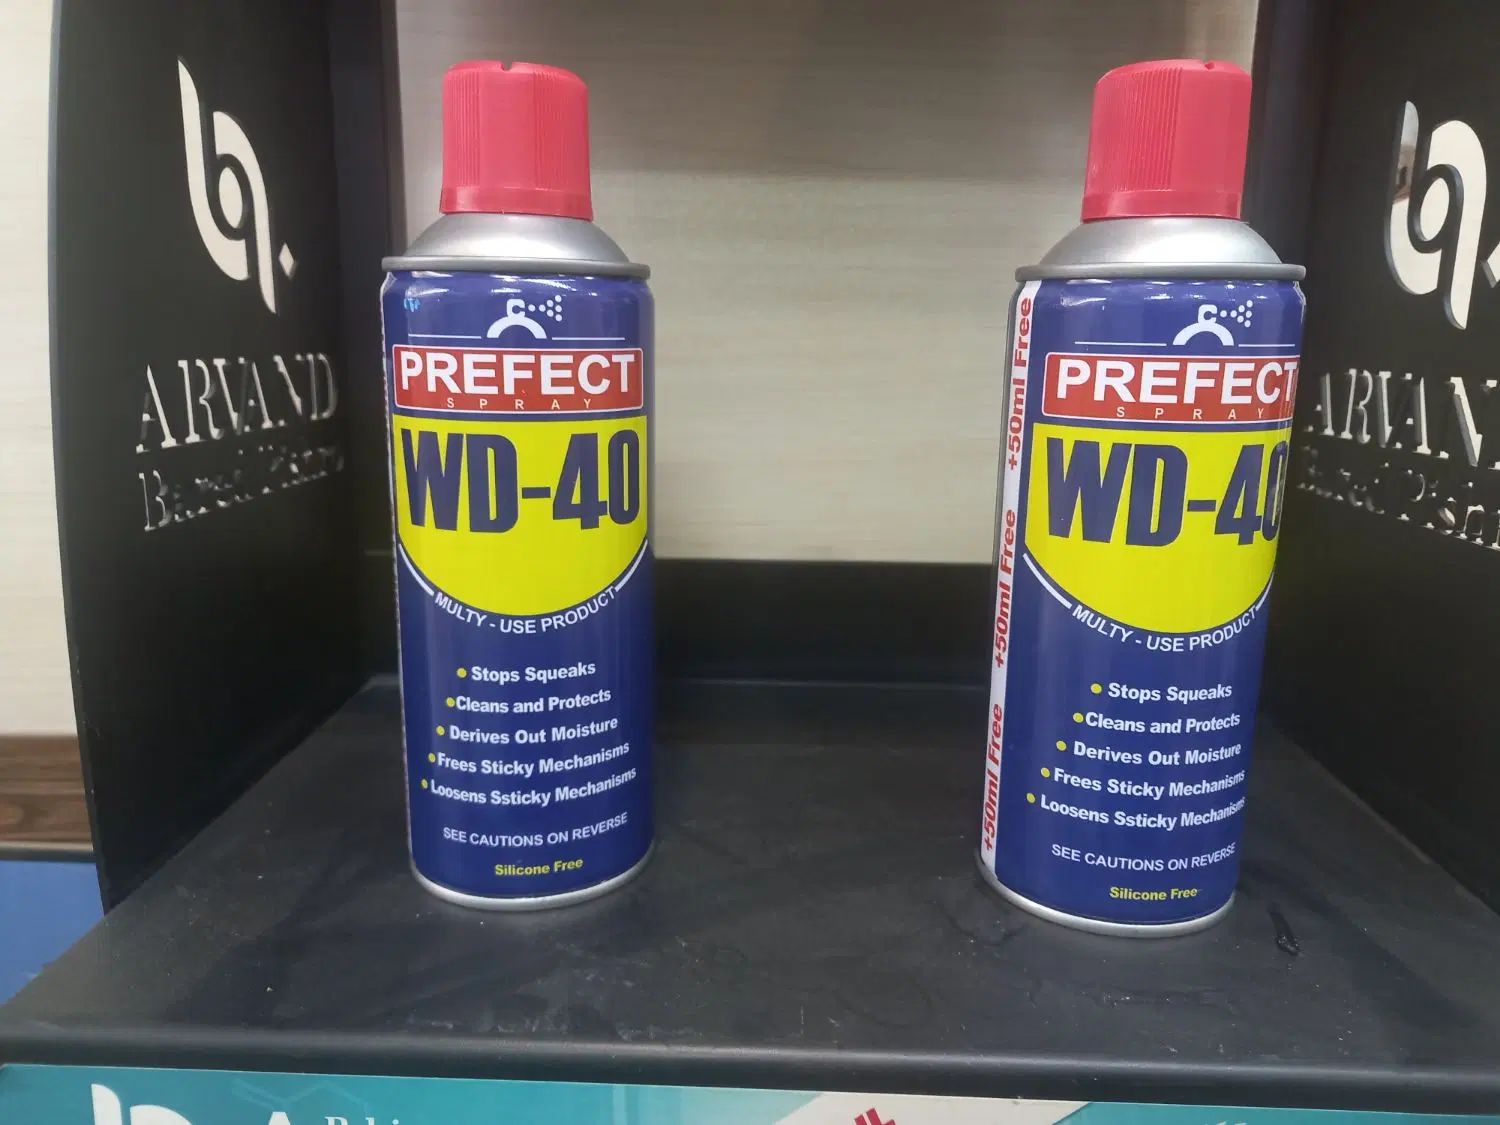 ARVAND
PREFECT
SPRAY
WD-40
MULTY - USE PRODUCT
Stops Squeaks
Cleans and Protects
Derives Out Moisture
Frees Sticky Mechanisms
Loosens Ssticky Mechanisms
SEE CAUTIONS ON REVERSE
Silicone Free
+50ml Free
+50ml Free
+50ml Free
PREFECT
SPRAY
WD-40
MULTY - USE PRODUCT
Stops Squeaks
Cleans and Protects
Derives Out Moisture
Frees Sticky Mechanisms
Loosens Ssticky Mechanisms
SEE CAUTIONS ON REVERSE
Silicone Free
ARVAN